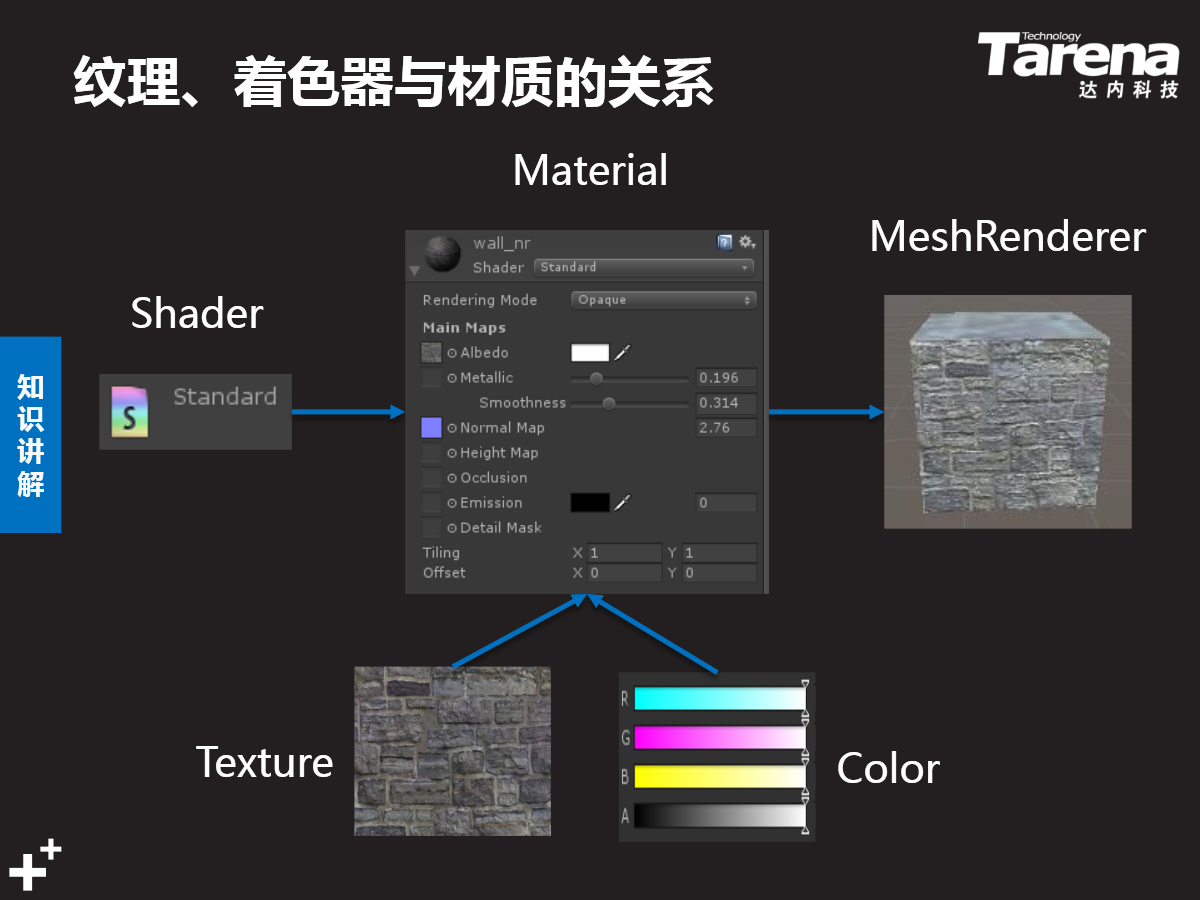 纹理、着色器与材质的关系
Technology
Tarena
达内科技
Material
MeshRenderer
Shader
知识讲解
S
Standard
wall_nr
Shader Standard
Rendering Mode Opaque
Main Maps
Albedo
Metallic 0.196
Smoothness 0.314
Normal Map 2.76
Height Map
Occlusion
Emission 0
Detail Mask
Tiling X 1 Y 1
Offset X 0 Y 0
Texture
R
G
B
A
Color